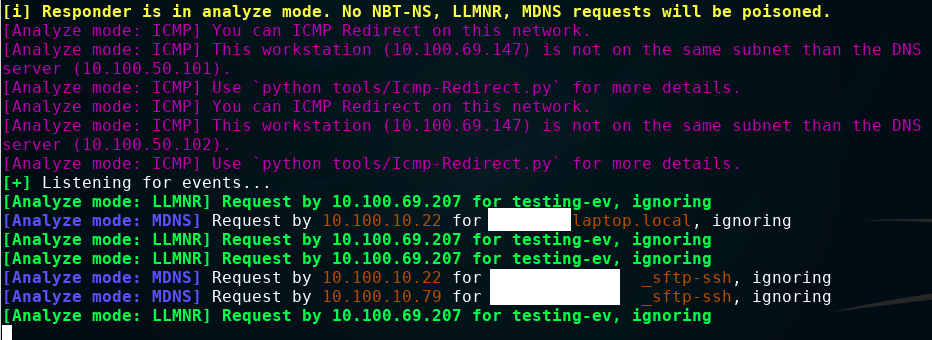 [i] Responder is in analyze mode. No NBT-NS, LLMNR, MDNS requests will be poisoned.
[Analyze mode: ICMP] You can ICMP Redirect on this network.
[Analyze mode: ICMP] This workstation (10.100.69.147) is not on the same subnet than the DNS
server (10.100.50.101).
[Analyze mode: ICMP] Use `python tools/Icmp-Redirect.py` for more details.
[Analyze mode: ICMP] You can ICMP Redirect on this network.
[Analyze mode: ICMP] This workstation (10.100.69.147) is not on the same subnet than the DNS
server (10.100.50.102).
[Analyze mode: ICMP] Use `python tools/Icmp-Redirect.py` for more details.
[+] Listening for events...
[Analyze mode: LLMNR] Request by 10.100.69.207 for testing-ev, ignoring
[Analyze mode: MDNS] Request by 10.100.10.22 for laptop.local, ignoring
[Analyze mode: LLMNR] Request by 10.100.69.207 for testing-ev, ignoring
[Analyze mode: LLMNR] Request by 10.100.69.207 for testing-ev, ignoring
[Analyze mode: MDNS] Request by 10.100.10.22 for _sftp-ssh, ignoring
[Analyze mode: MDNS] Request by 10.100.10.79 for _sftp-ssh, ignoring
[Analyze mode: LLMNR] Request by 10.100.69.207 for testing-ev, ignoring